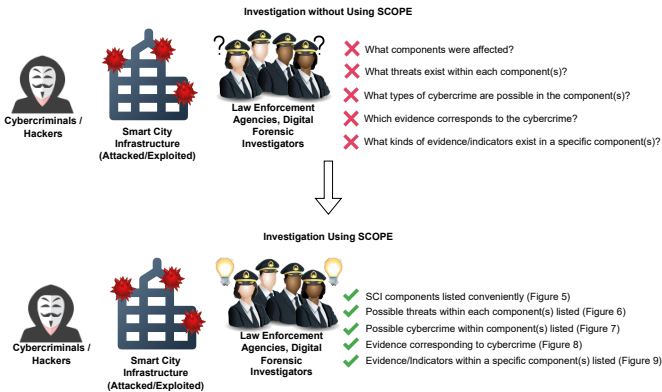 Investigation without Using SCOPE
? ?
What components were affected?
What threats exist within each component(s)?
What types of cybercrime are possible in the component(s)?
Which evidence corresponds to the cybercrime?
What kinds of evidence/indicators exist in a specific component(s)?
Cybercriminals /
Hackers
Smart City
Infrastructure
(Attacked/Exploited)
Law Enforcement
Agencies, Digital
Forensic
Investigators
Investigation Using SCOPE
SCI components listed conveniently (Figure 5)
Possible threats within each component(s) listed (Figure 6)
Possible cybercrime within component(s) listed (Figure 7)
Evidence corresponding to cybercrime (Figure 8)
Evidence/Indicators within a specific component(s) listed (Figure 9)
Cybercriminals /
Hackers
Smart City
Infrastructure
(Attacked/Exploited)
Law Enforcement
Agencies, Digital
Forensic
Investigators